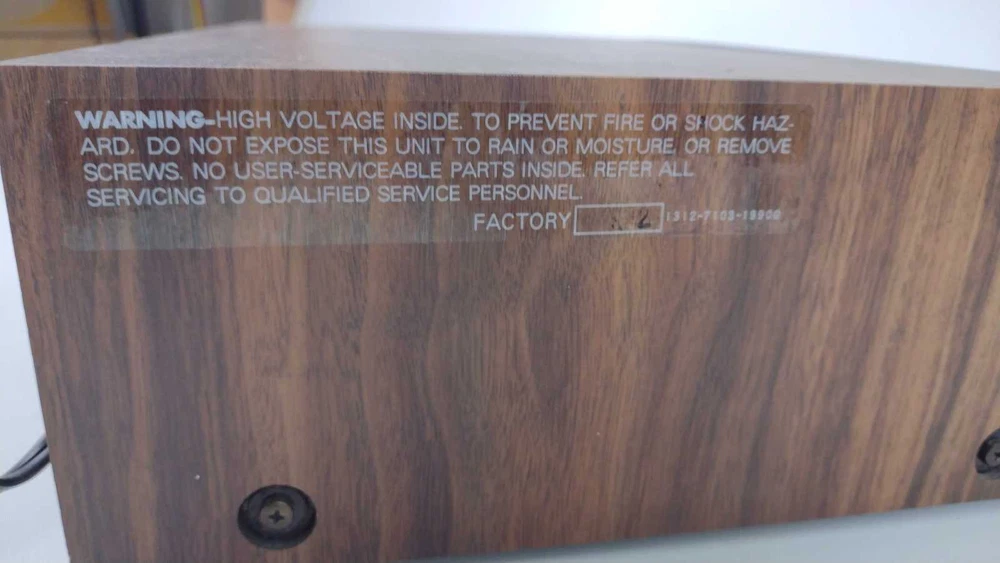 WARNING-HIGH VOLTAGE INSIDE. TO PREVENT FIRE OR SHOCK HAZ-
ARD. DO NOT EXPOSE THIS UNIT TO RAIN OR MOISTURE, OR REMOVE
SCREWS. NO USER-SERVICEABLE PARTS INSIDE. REFER ALL
SERVICING TO QUALIFIED SERVICE PERSONNEL.
FACTORY 2